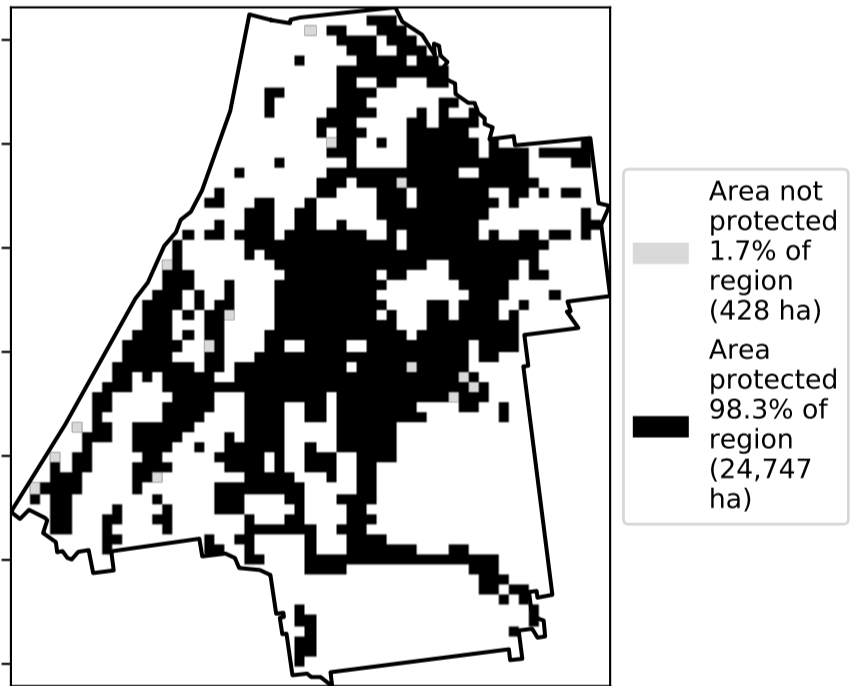 Area not
protected
1.7% of
region
(428 ha)
Area
protected
98.3% of
region
(24,747
ha)